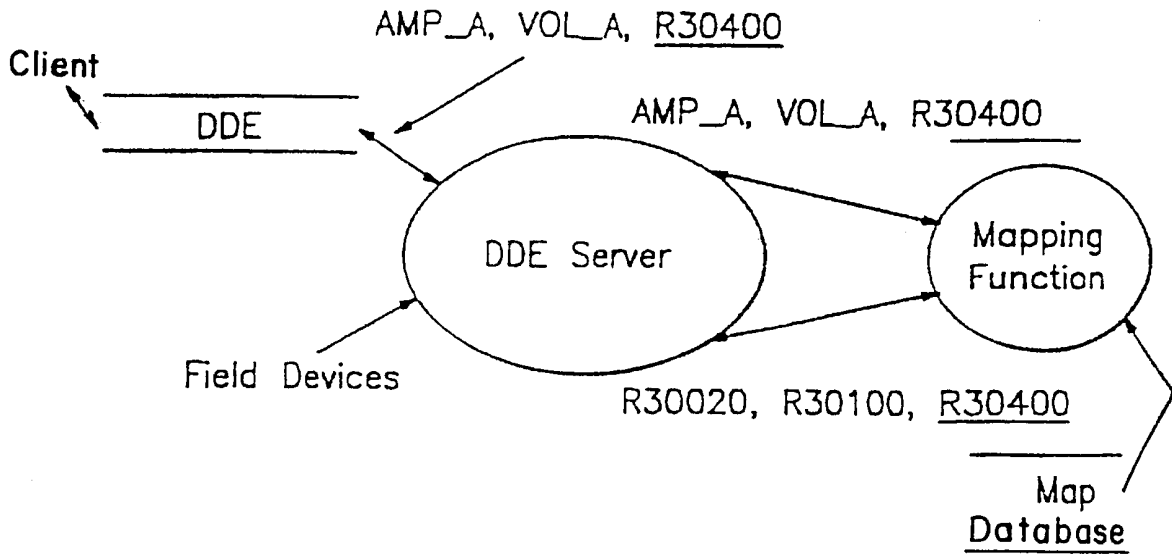 AMP_A, VOL_A, R30400
Client
DDE
AMP_A, VOL_A, R30400
DDE Server
Mapping
Function
Field Devices
R30020, R30100, R30400
Map
Database